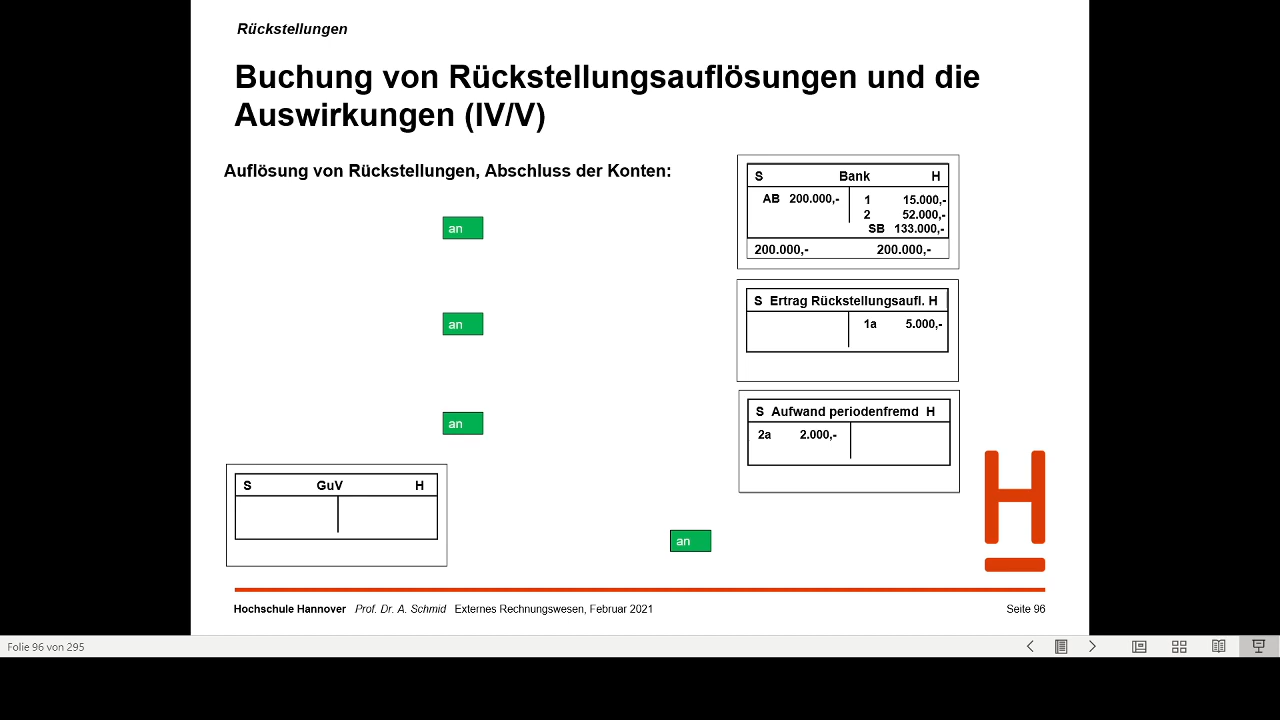 Rückstellungen
Buchung von Rückstellungsauflösungen und die
Auswirkungen (IV/V)
Auflösung von Rückstellungen, Abschluss der Konten:
an
an
an
S Bank H
AB 200.000,- 1 15.000,-
2 52.000,-
SB 133.000,-
200.000,- 200.000,-
S Ertrag Rückstellungsaufl. H
1a 5.000,-
S Aufwand periodenfremd H
2a 2.000,-
S GuV H
an
H
Hochschule Hannover Prof. Dr. A. Schmid Externes Rechnungswesen, Februar 2021 Seite 96
Folie 96 von 295